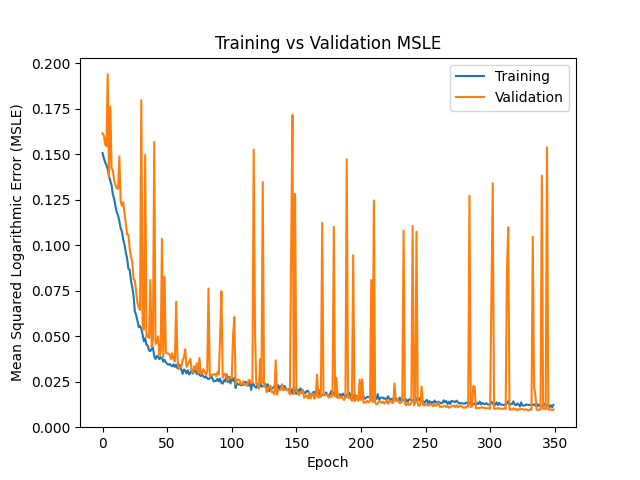 Training vs Validation MSLE
Training
Validation
Mean Squared Logarithmic Error (MSLE)
0.200
0.175
0.150
0.125
0.100
0.075
0.050
0.025
0.000
0 50 100 150 200 250 300 350
Epoch